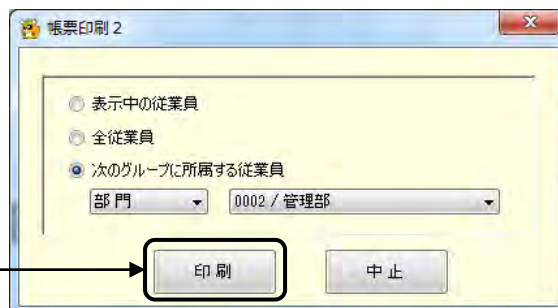 帳票印刷2
表示中の従業員
全従業員
次のグループに所属する従業員
部門 0002 / 管理部
印刷 中止